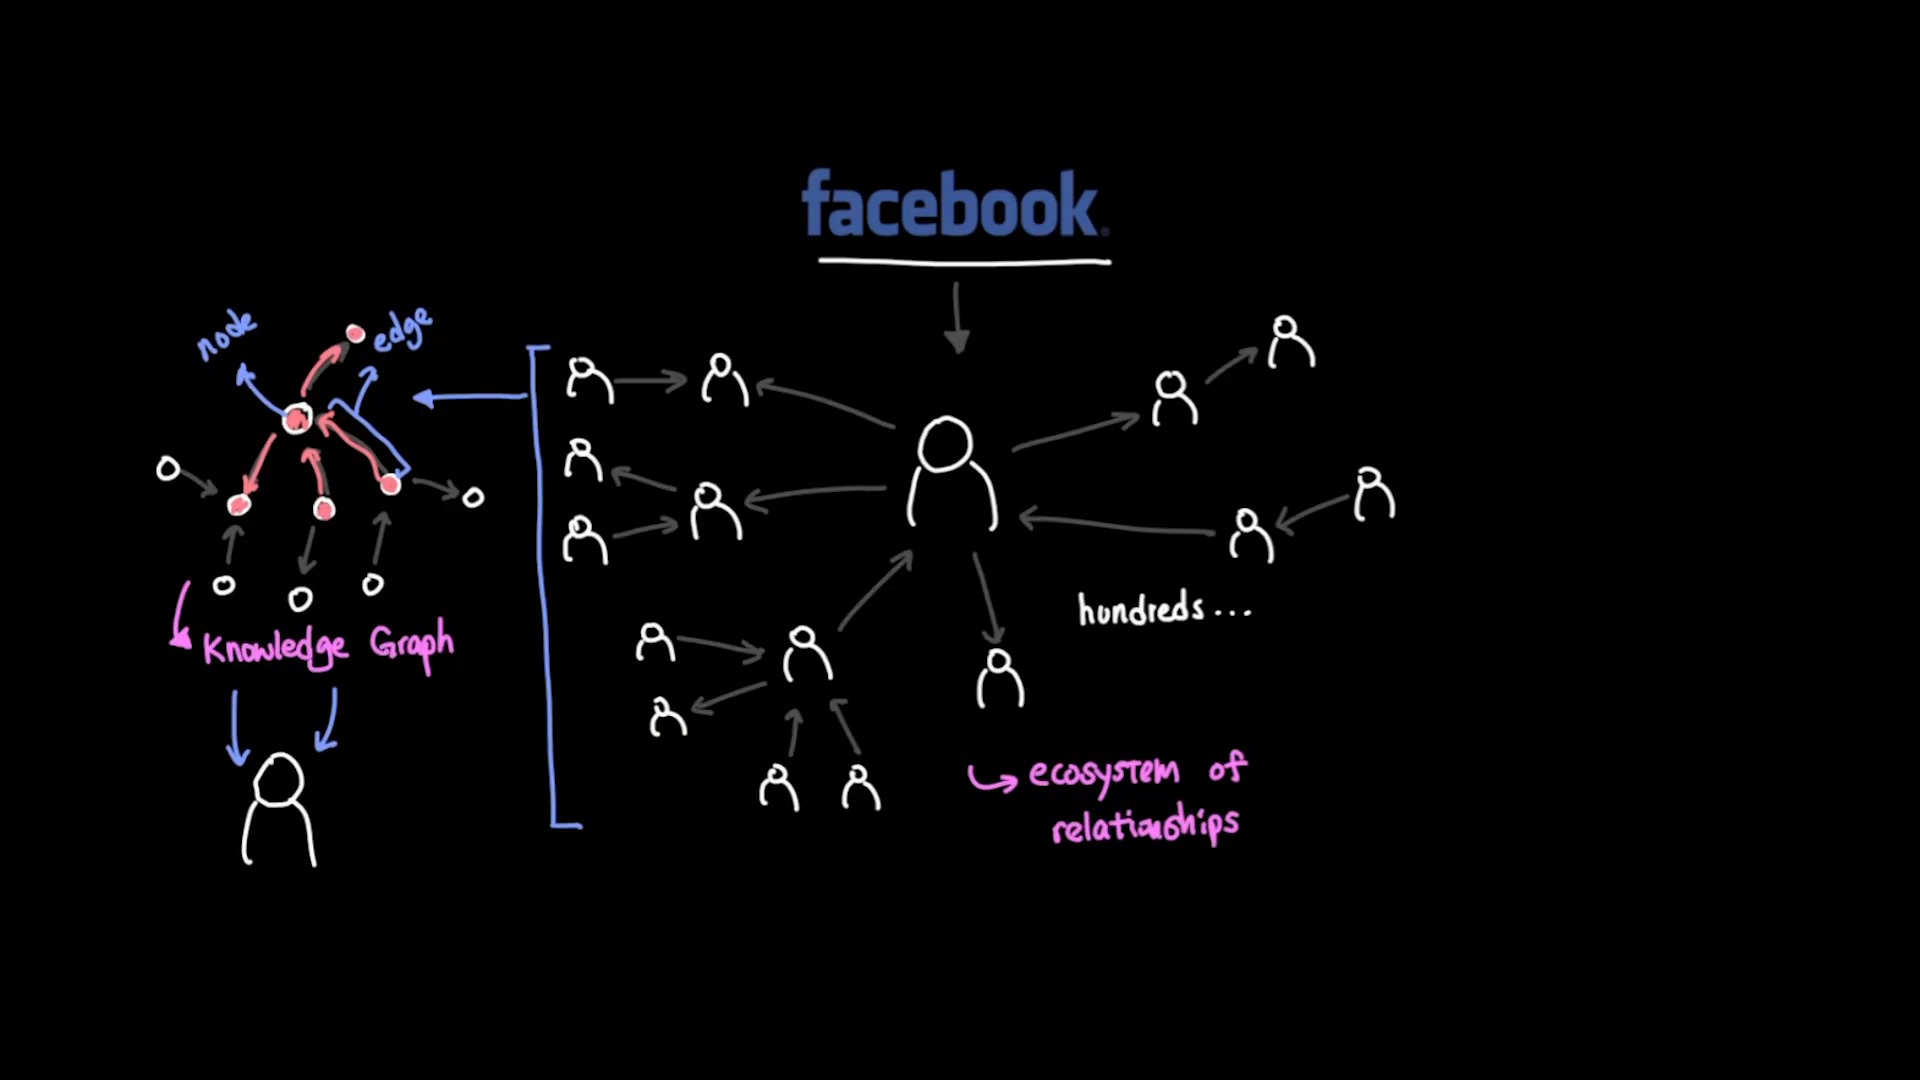 facebook.
node
edge
hundreds...
Knowledge Graph
ecosystem of
relationships